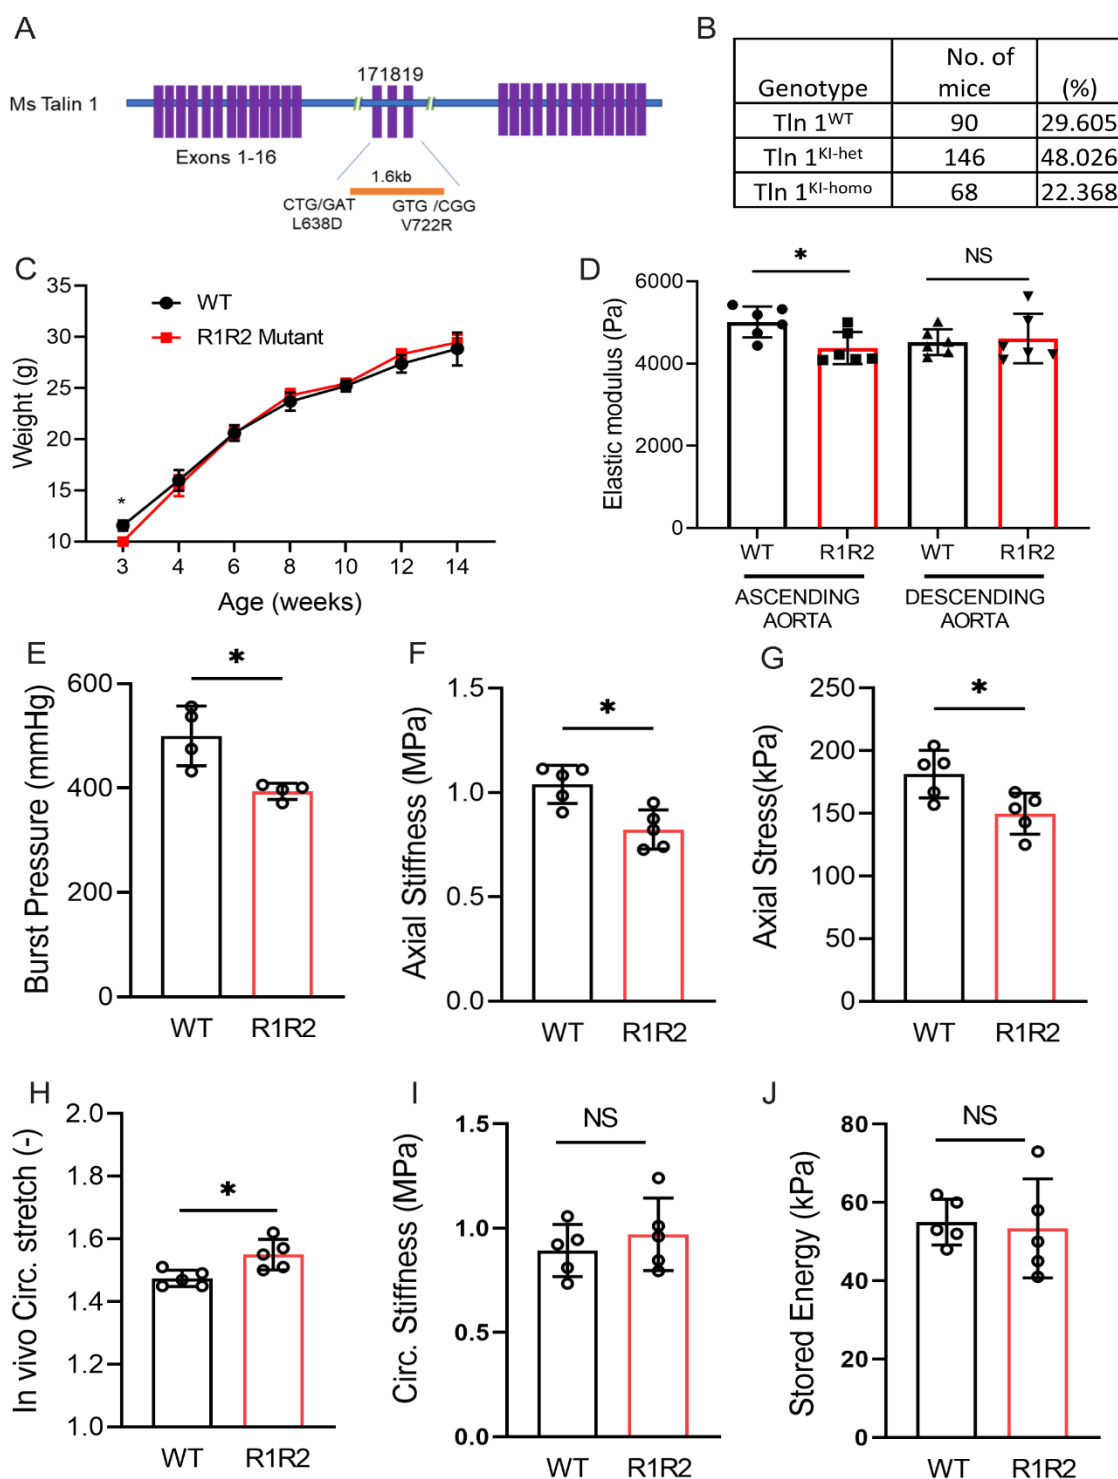 A
171819
Ms Talin 1
Exons 1-16
1.6kb
CTG/GAT
L638D
GTG /CGG
V722R
B
Genotype
No. of
mice
(%)
Tln 1WT
90
29.605
Tln 1KI-het
146
48.026
Tln 1KI-homo
68
22.368
C
35
30
25
20
15
10
Weight (g)
WT
R1R2 Mutant
*
3 4 6 8 10 12 14
Age (weeks)
D
6000
4000
2000
0
Elastic modulus (Pa)
*
NS
WT R1R2 WT R1R2
ASCENDING
AORTA
DESCENDING
AORTA
E
600
400
200
0
Burst Pressure (mmHg)
*
WT R1R2
F
1.5
1.0
0.5
0.0
Axial Stiffness (MPa)
*
WT R1R2
G
250
200
150
100
50
0
Axial Stress(kPa)
*
WT R1R2
H
2.0
1.8
1.6
1.4
1.2
1.0
In vivo Circ. stretch (-)
*
WT R1R2
I
1.5
1.0
0.5
0.0
Circ. Stiffness (MPa)
NS
WT R1R2
J
80
60
40
20
0
Stored Energy (kPa)
NS
WT R1R2